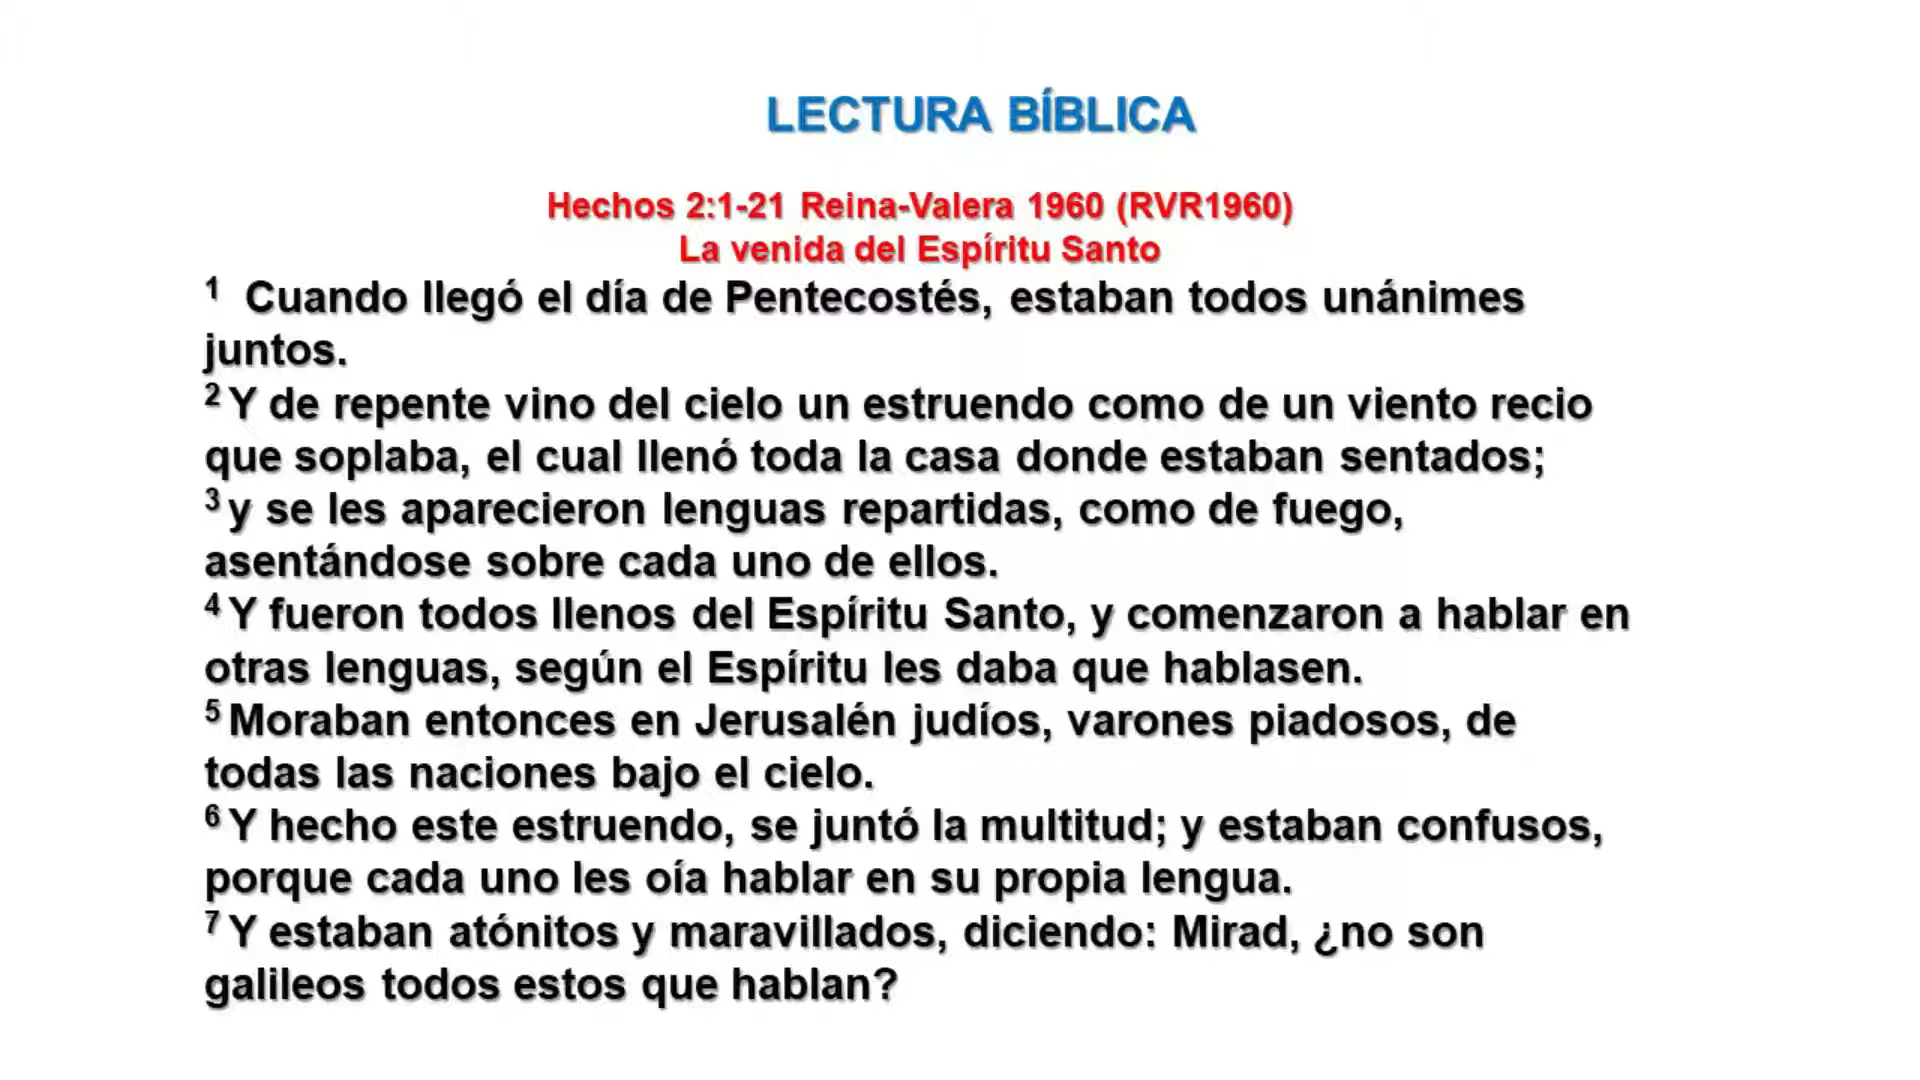 LECTURA BÍBLICA
Hechos 2:1-21 Reina-Valera 1960 (RVR1960)
La venida del Espíritu Santo
1 Cuando llegó el día de Pentecostés, estaban todos unánimes
juntos.
2 Y de repente vino del cielo un estruendo como de un viento recio
que soplaba, el cual llenó toda la casa donde estaban sentados;
3 y se les aparecieron lenguas repartidas, como de fuego,
asentándose sobre cada uno de ellos.
4 Y fueron todos llenos del Espíritu Santo, y comenzaron a hablar en
otras lenguas, según el Espíritu les daba que hablasen.
5 Moraban entonces en Jerusalén judíos, varones piadosos, de
todas las naciones bajo el cielo.
6 Y hecho este estruendo, se juntó la multitud; y estaban confusos,
porque cada uno les oía hablar en su propia lengua.
7 Y estaban atónitos y maravillados, diciendo: Mirad, ¿no son
galileos todos estos que hablan?